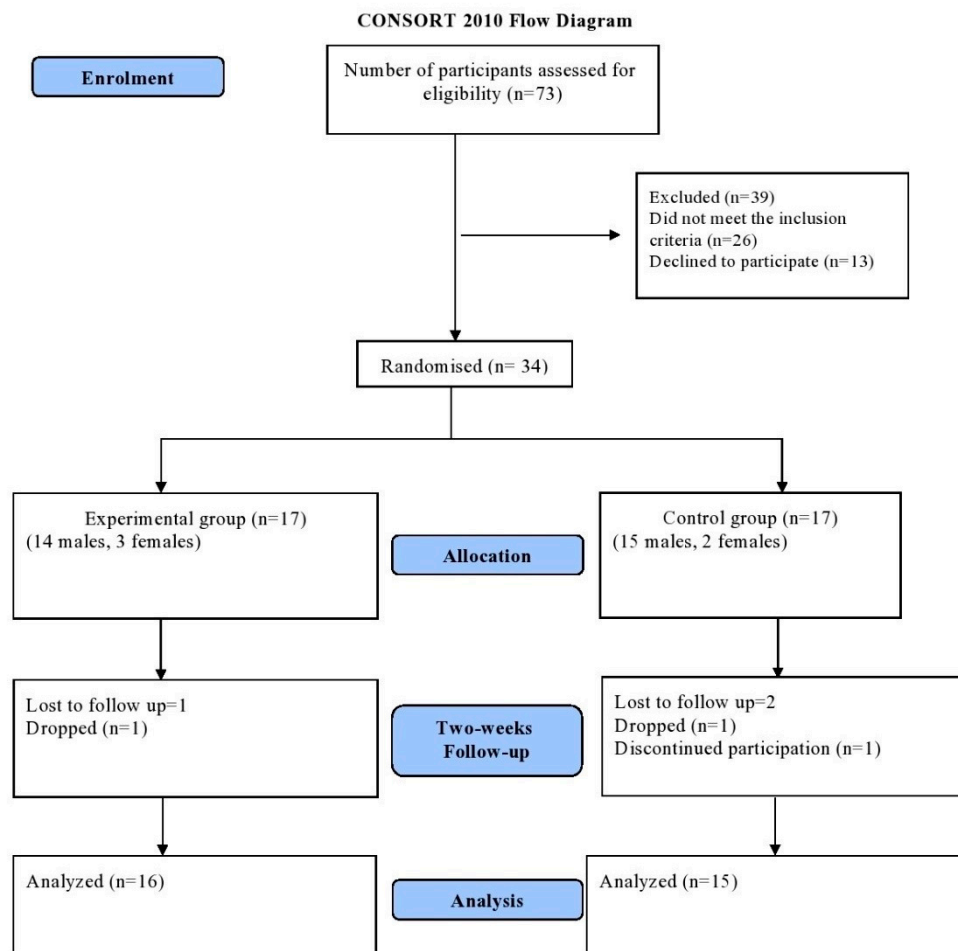 CONSORT 2010 Flow Diagram
Enrolment
Number of participants assessed for
eligibility (n=73)
Excluded (n=39)
Did not meet the inclusion
criteria (n=26)
Declined to participate (n=13)
Randomised (n= 34)
Experimental group (n=17)
(14 males, 3 females)
Allocation
Control group (n=17)
(15 males, 2 females)
Lost to follow up=1
Dropped (n=1)
Two-weeks
Follow-up
Lost to follow up=2
Dropped (n=1)
Discontinued participation (n=1)
Analyzed (n=16)
Analysis
Analyzed (n=15)